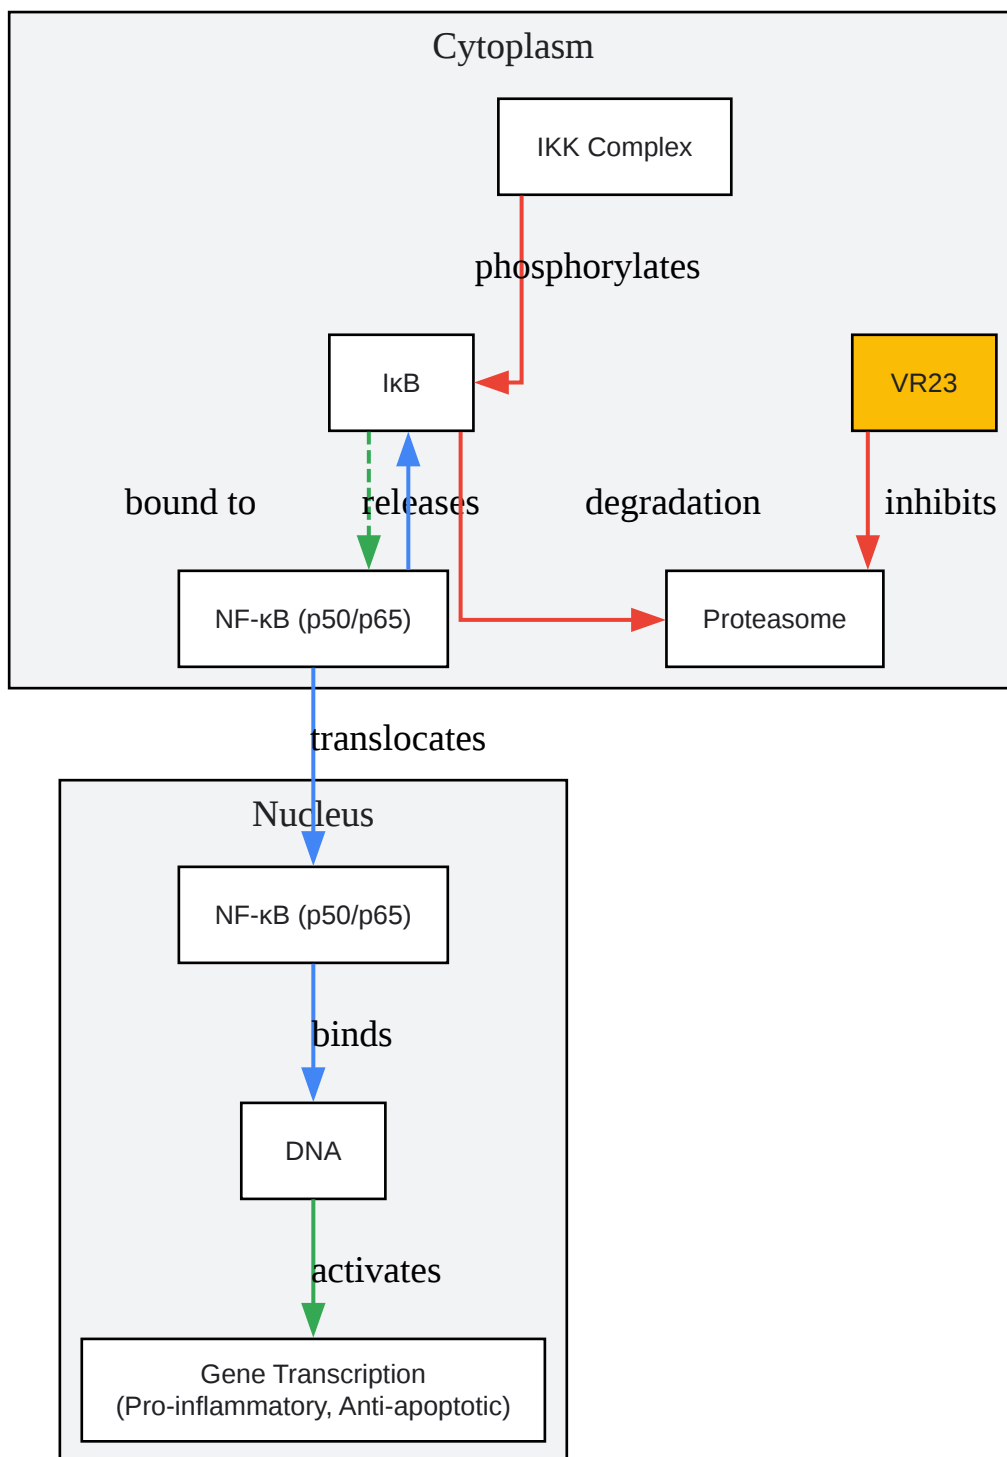 Cytoplasm
IKK Complex
phosphorylates
IκB
VR23
bound to
releases
degradation
inhibits
NF-κB (p50/p65)
Proteasome
translocates
Nucleus
NF-κB (p50/p65)
binds
DNA
activates
Gene Transcription
(Pro-inflammatory, Anti-apoptotic)